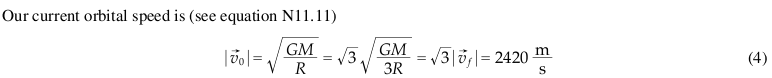 Our current orbital speed is (see equation N11.11)
|v⃗₀| = √(GM/R) = √3 √(GM/3R) = √3 |v⃗_f| = 2420 m/s (4)